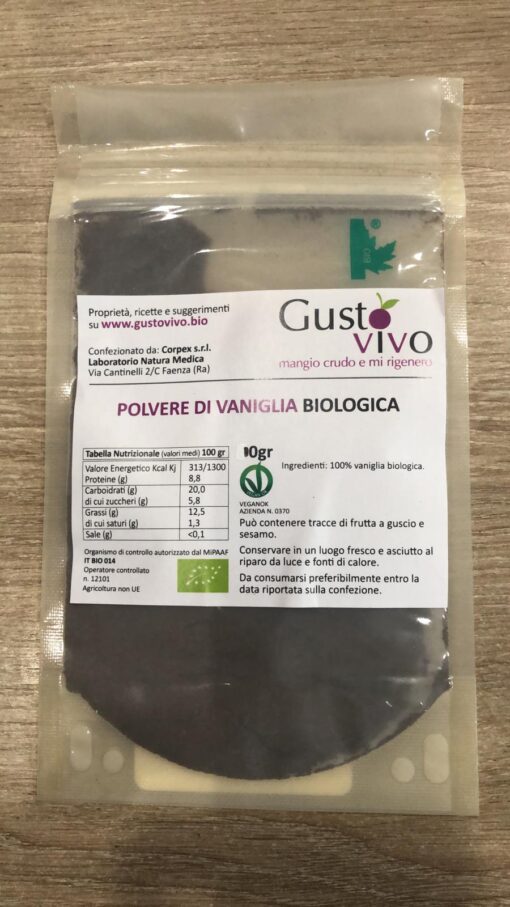 BIO
®
Proprietà, ricette e suggerimenti
su www.gustovivo.bio
Gusto
vivo
mangio crudo e mi rigenero
Confezionato da: Corpex s.r.l.
Laboratorio Natura Medica
Via Cantinelli 2/C Faenza (Ra)
POLVERE DI VANIGLIA BIOLOGICA
Tabella Nutrizionale (valori medi) 100 gr
Valore Energetico Kcal Kj 313/1300
Proteine (g) 8,8
Carboidrati (g) 20,0
di cui zuccheri (g) 5,8
Grassi (g) 12,5
di cui saturi (g) 1,3
Sale (g) <0,1
Organismo di controllo autorizzato dal MiPAAF
IT BIO 014
Operatore controllato
n. 12101
Agricoltura non UE
0gr
VEGANOK
AZIENDA N. 0370
Ingredienti: 100% vaniglia biologica.
Può contenere tracce di frutta a guscio e
sesamo.
Conservare in un luogo fresco e asciutto al
riparo da luce e fonti di calore.
Da consumarsi preferibilmente entro la
data riportata sulla confezione.